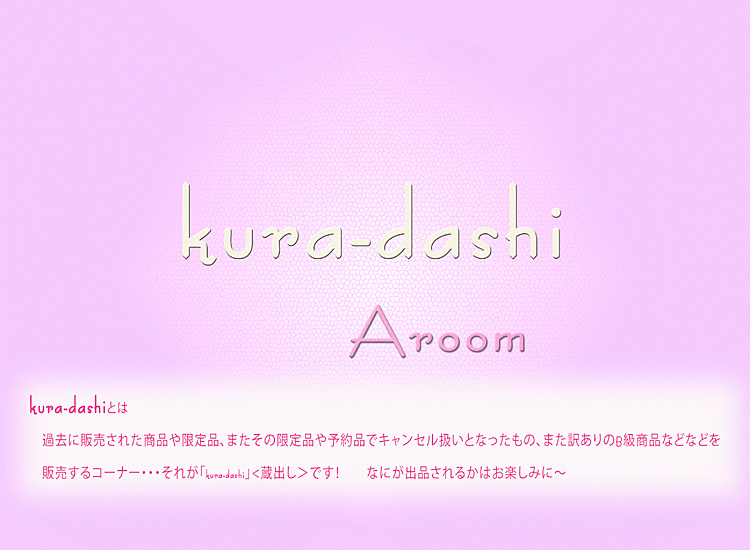 kura-dashi
Aroom
kura-dashiとは
過去に販売された商品や限定品、またその限定品や予約品でキャンセル扱いとなったもの、また訳ありのB級商品などなどを
販売するコーナー・・・それが「kura-dashi」<蔵出し>です!　なにが出品されるかはお楽しみに～